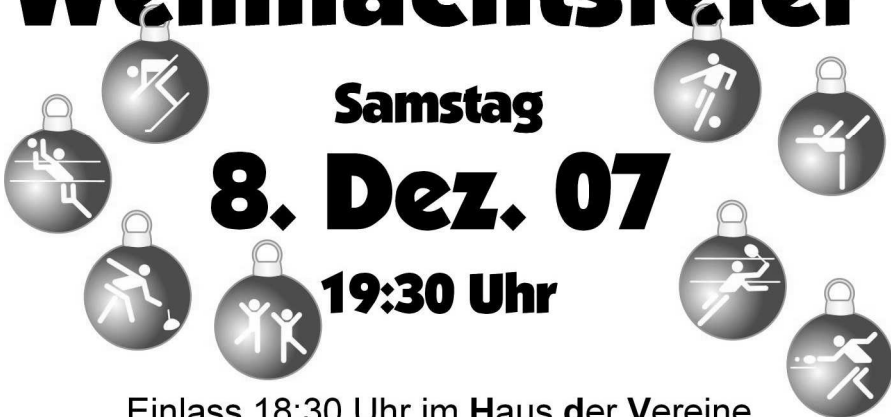 Weihnachtsfeier
Samstag
8. Dez. 07
19:30 Uhr
Einlass 18:30 Uhr im Haus der Vereine